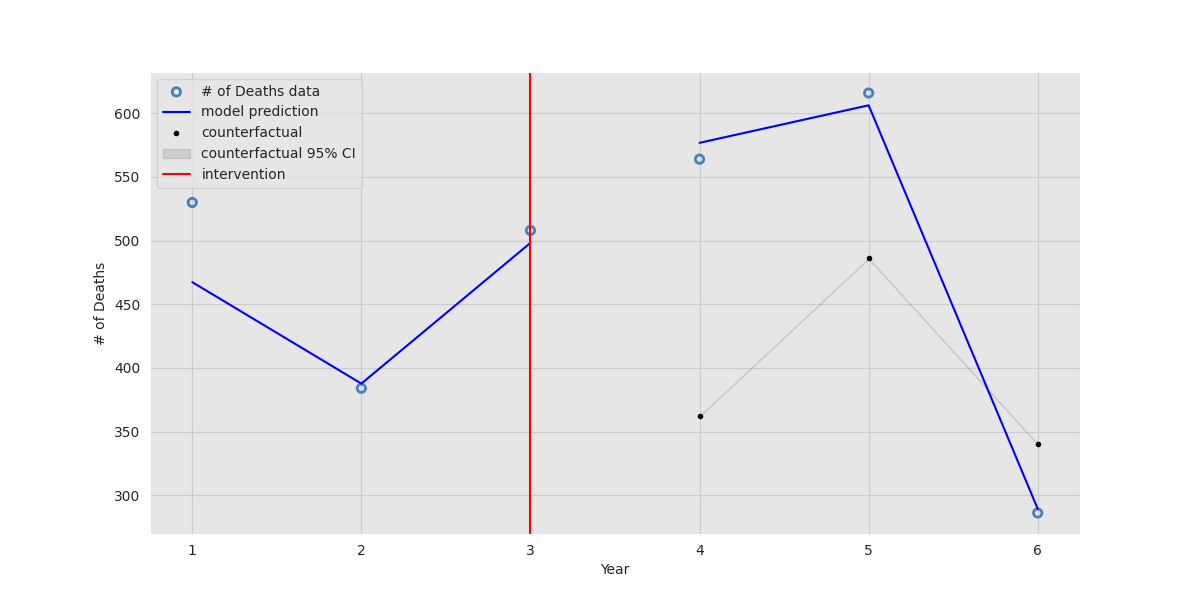 # of Deaths data
model prediction
counterfactual
counterfactual 95% CI
intervention
600
550
500
450
400
350
300
# of Deaths
1 2 3 4 5 6
Year